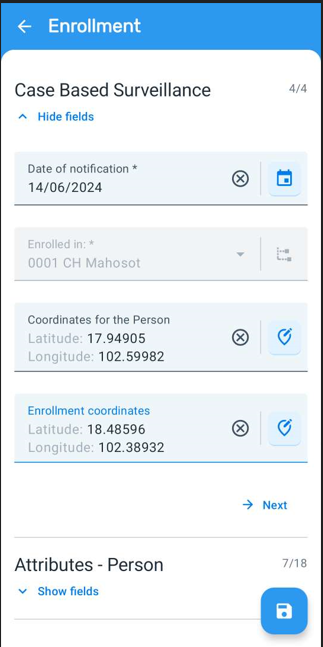 Enrollment
Case Based Surveillance
4/4
Hide fields
Date of notification *
14/06/2024
Enrolled in: *
0001 CH Mahosot
Coordinates for the Person
Latitude: 17.94905
Longitude: 102.59982
Enrollment coordinates
Latitude: 18.48596
Longitude: 102.38932
Next
Attributes - Person
7/18
Show fields